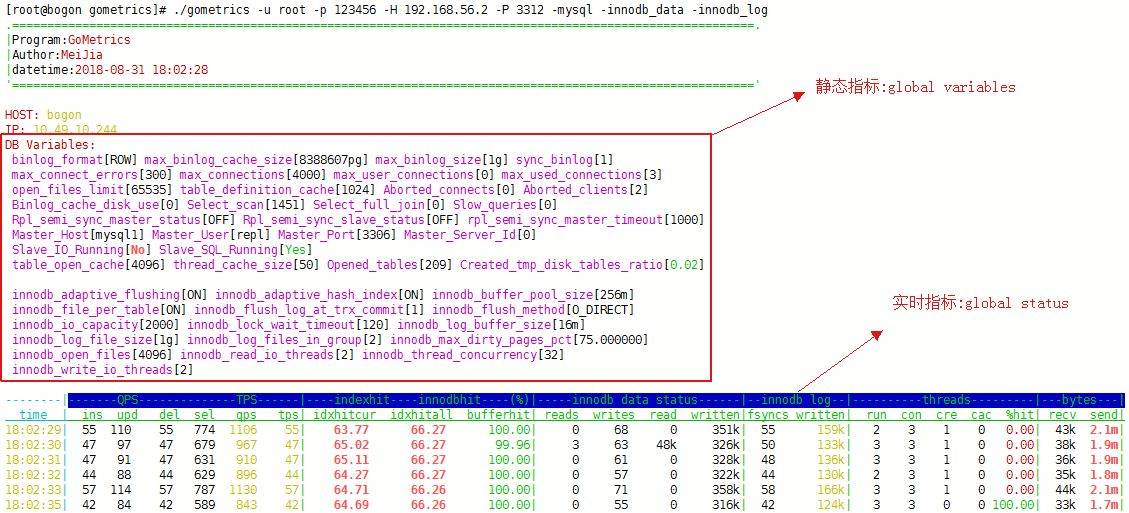 [root@bogon gometrics]# ./gometrics -u root -p 123456 -H 192.168.56.2 -P 3312 -mysql -innodb_data -innodb_log
.=====================================================================================================.
|Program:GoMetrics
|Author:MeiJia
|datetime:2018-08-31 18:02:28
'====================================================================================================='
静态指标:global variables
HOST: bogon
IP: 10.49.10.244
DB Variables:
binlog_format[ROW] max_binlog_cache_size[8388607pg] max_binlog_size[1g] sync_binlog[1]
max_connect_errors[300] max_connections[4000] max_user_connections[0] max_used_connections[3]
open_files_limit[65535] table_definition_cache[1024] Aborted_connects[0] Aborted_clients[2]
Binlog_cache_disk_use[0] Select_scan[1451] Select_full_join[0] Slow_queries[0]
Rpl_semi_sync_master_status[OFF] Rpl_semi_sync_slave_status[OFF] rpl_semi_sync_master_timeout[1000]
Master_Host[mysql1] Master_User[repl] Master_Port[3306] Master_Server_Id[0]
Slave_IO_Running[No] Slave_SQL_Running[Yes]
table_open_cache[4096] thread_cache_size[50] Opened_tables[209] Created_tmp_disk_tables_ratio[0.02]
innodb_adaptive_flushing[ON] innodb_adaptive_hash_index[ON] innodb_buffer_pool_size[256m]
实时指标:global status
innodb_file_per_table[ON] innodb_flush_log_at_trx_commit[1] innodb_flush_method[O_DIRECT]
innodb_io_capacity[2000] innodb_lock_wait_timeout[120] innodb_log_buffer_size[16m]
innodb_log_file_size[1g] innodb_log_files_in_group[2] innodb_max_dirty_pages_pct[75.000000]
innodb_open_files[4096] innodb_read_io_threads[2] innodb_thread_concurrency[32]
innodb_write_io_threads[2]
--------|-------QPS--------------TPS-------|----indexhit----innodbhit----(%)|-----innodb data status-----|--innodb log--|----------threads---------|---bytes---|
time | ins upd del sel qps tps| idxhitcur idxhitall bufferhit| reads writes read written|fsyncs written| run con cre cac %hit| recv send|
18:02:29| 55 110 55 774 1106 55| 63.77 66.27 100.00| 0 68 0 351k| 55 159k| 2 3 1 0 0.00| 43k 2.1m|
18:02:30| 47 97 47 679 967 47| 65.02 66.27 99.96| 3 63 48k 326k| 50 133k| 3 3 1 0 0.00| 38k 1.9m|
18:02:31| 47 91 47 631 910 47| 65.11 66.27 100.00| 0 61 0 328k| 48 136k| 3 3 1 0 0.00| 36k 1.9m|
18:02:32| 44 88 44 629 896 44| 64.27 66.27 100.00| 0 57 0 322k| 44 130k| 3 3 1 0 0.00| 35k 1.8m|
18:02:33| 57 114 57 787 1130 57| 64.71 66.26 100.00| 0 71 0 358k| 58 166k| 3 3 1 0 0.00| 44k 2.1m|
18:02:35| 42 84 42 589 843 42| 64.69 66.26 100.00| 0 55 0 316k| 42 124k| 3 3 0 0 100.00| 33k 1.7m|